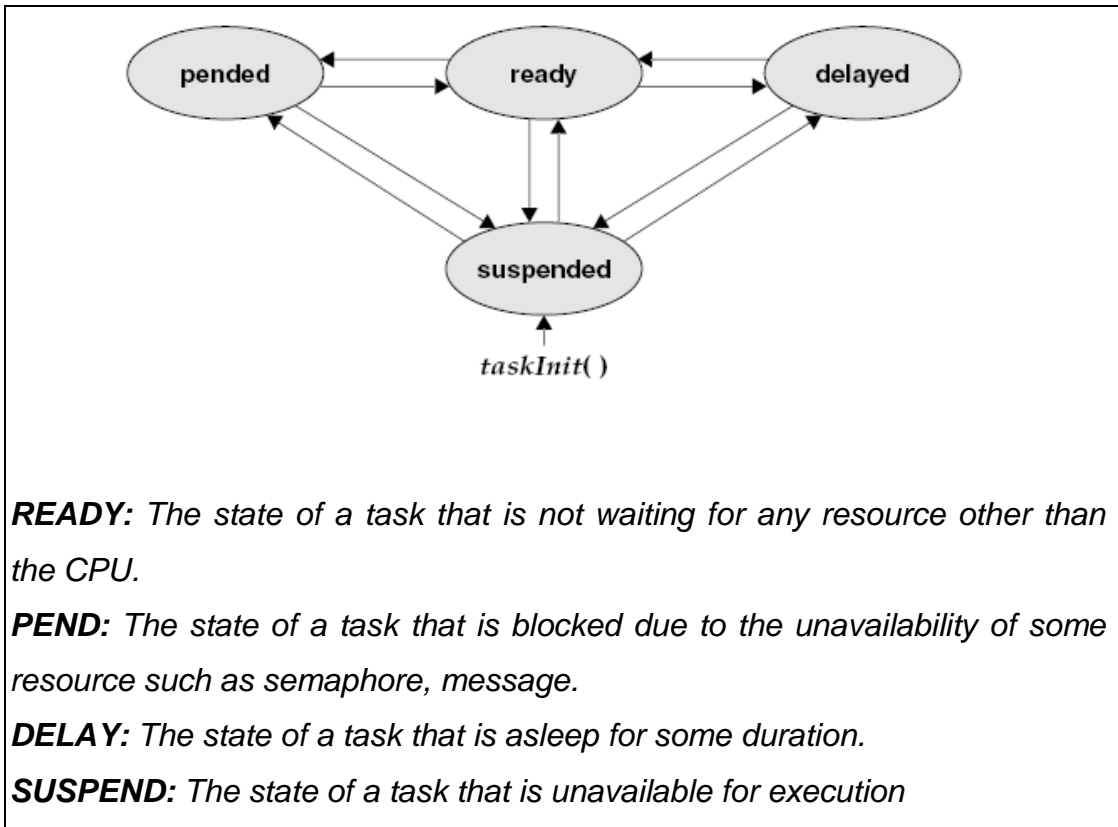 pended ready delayed
suspended
taskInit( )
READY: The state of a task that is not waiting for any resource other than
the CPU.
PEND: The state of a task that is blocked due to the unavailability of some
resource such as semaphore, message.
DELAY: The state of a task that is asleep for some duration.
SUSPEND: The state of a task that is unavailable for execution